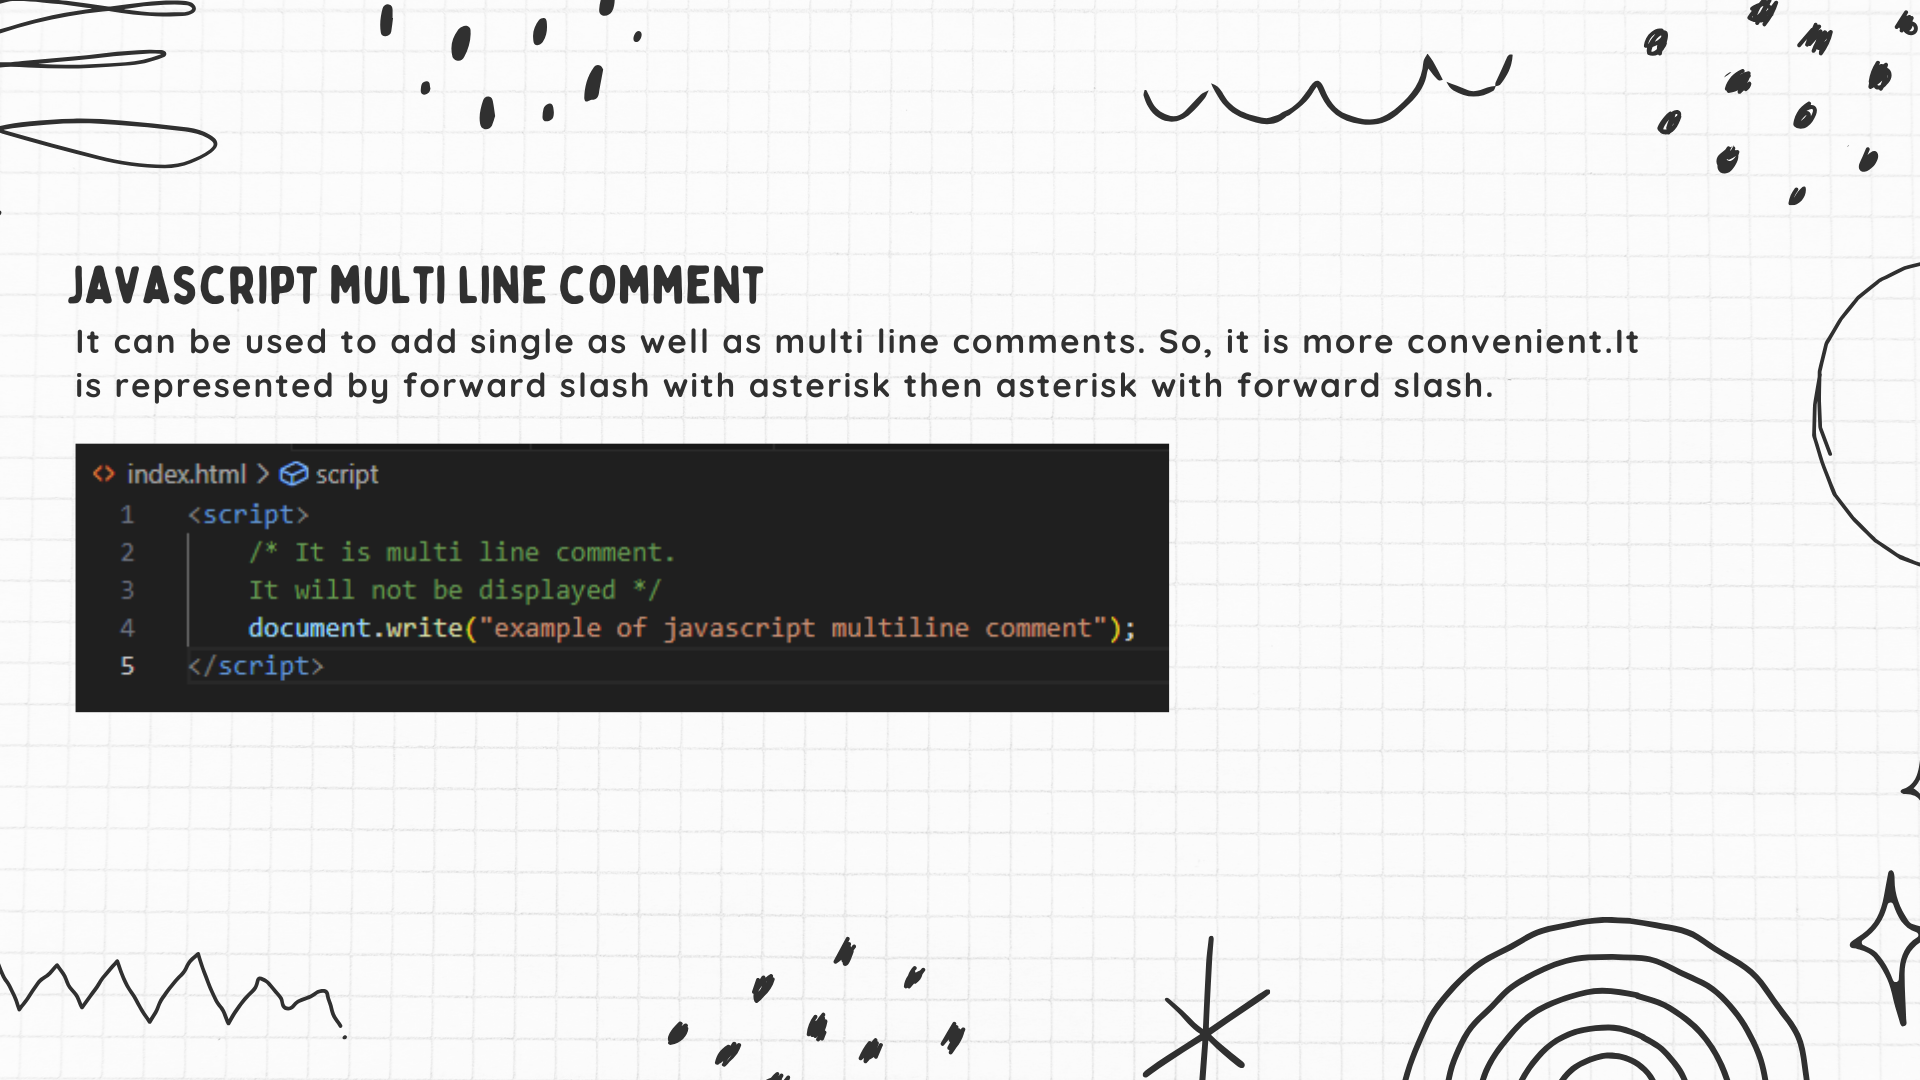 JAVASCRIPT MULTI LINE COMMENT
It can be used to add single as well as multi line comments. So, it is more convenient.It
is represented by forward slash with asterisk then asterisk with forward slash.
index.html > script
1 <script>
2 /* It is multi line comment.
3 It will not be displayed */
4 document.write("example of javascript multiline comment");
5 </script>